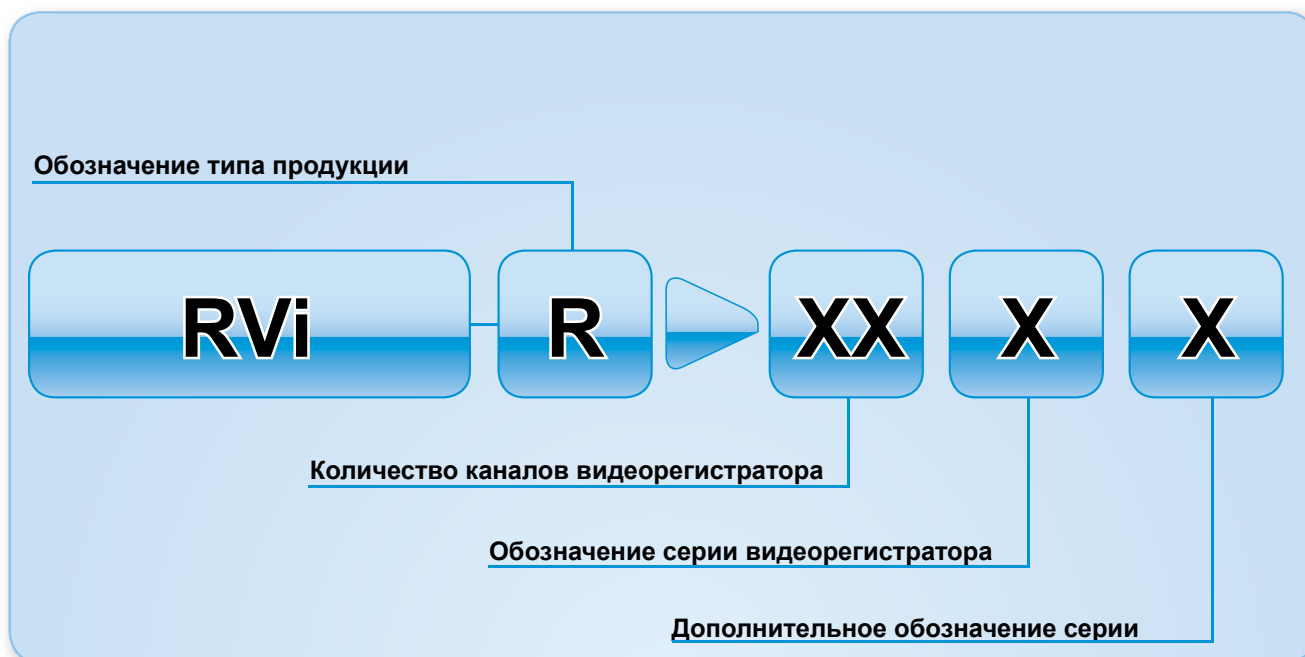 Обозначение типа продукции
RVi R XX X X
Количество каналов видеорегистратора
Обозначение серии видеорегистратора
Дополнительное обозначение серии